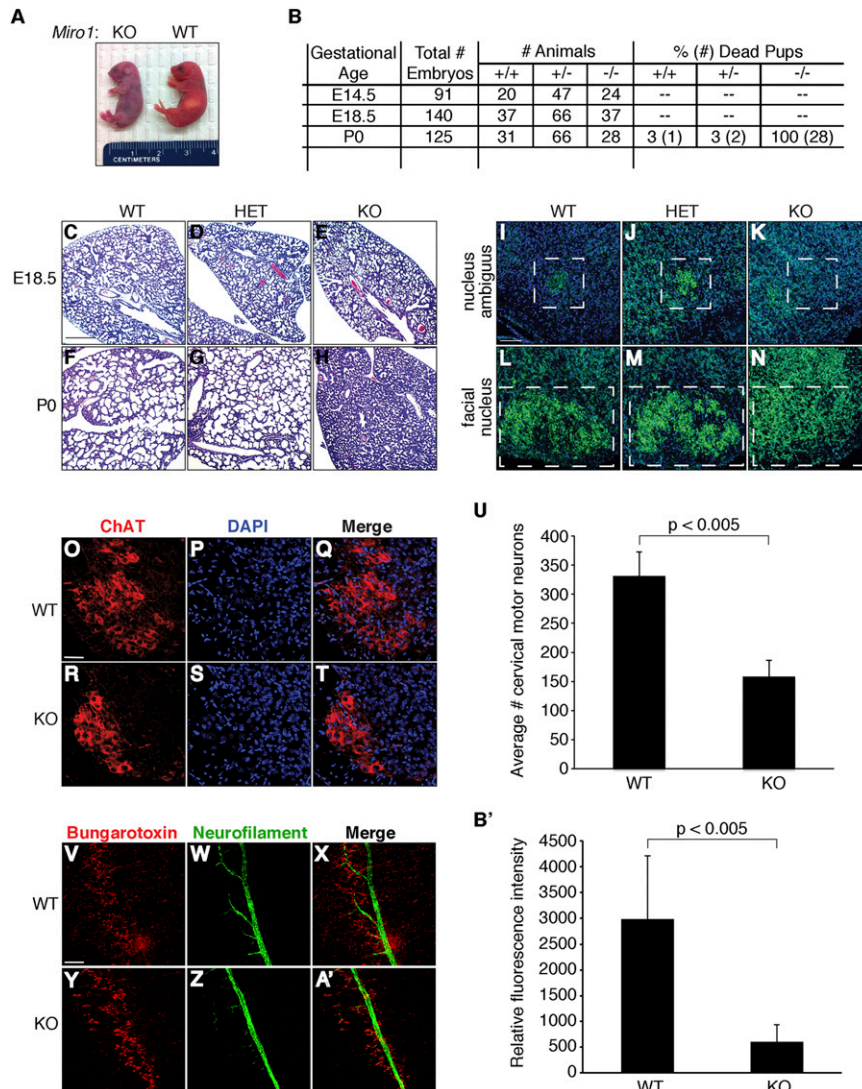 A
Miro1: KO WT
CENTIMETERS 1 2 3 4
B
Gestational Age Total # Embryos # Animals % (#) Dead Pups
+/+ +/- -/- +/+ +/- -/-
E14.5 91 20 47 24 -- -- --
E18.5 140 37 66 37 -- -- --
P0 125 31 66 28 3 (1) 3 (2) 100 (28)
WT HET KO
E18.5
C D E
P0
F G H
WT HET KO
nucleus ambiguus
I J K
facial nucleus
L M N
ChAT DAPI Merge
WT
O P Q
KO
R S T
U
p < 0.005
Average # cervical motor neurons
400
350
300
250
200
150
100
50
0
WT KO
Bungarotoxin Neurofilament Merge
WT
V W X
KO
Y Z A'
B'
p < 0.005
Relative fluorescence intensity
4500
4000
3500
3000
2500
2000
1500
1000
500
0
WT KO